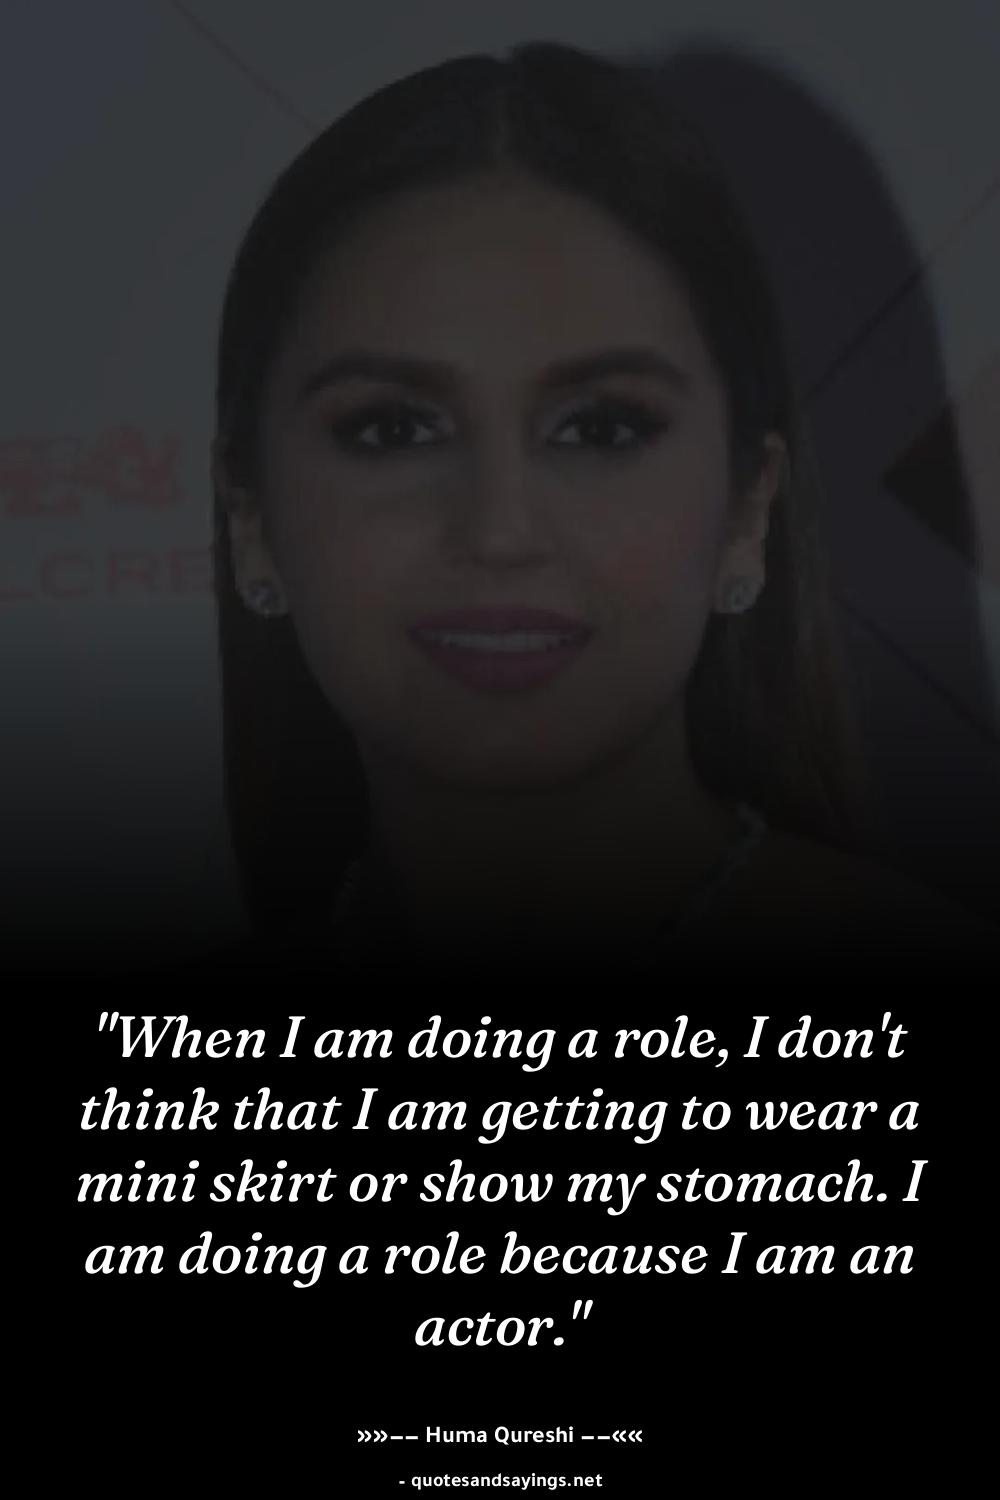 LCRE
"When I am doing a role, I don't
think that I am getting to wear a
mini skirt or show my stomach. I
am doing a role because I am an
actor."
»»−− Huma Qureshi −−««
- quotesandsayings.net